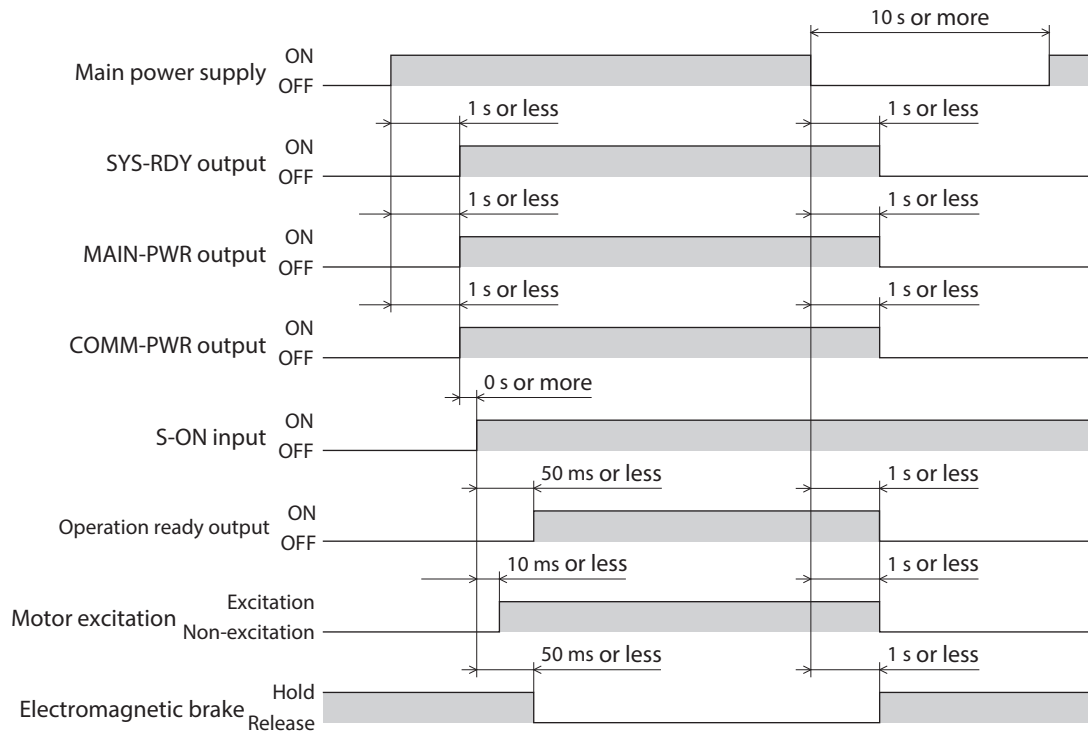 10 s or more
Main power supply ON
OFF
1 s or less 1 s or less
SYS-RDY output ON
OFF
1 s or less 1 s or less
MAIN-PWR output ON
OFF
1 s or less 1 s or less
COMM-PWR output ON
OFF
0 s or more
S-ON input ON
OFF
50 ms or less 1 s or less
Operation ready output ON
OFF
10 ms or less 1 s or less
Motor excitation Excitation
Non-excitation
50 ms or less 1 s or less
Electromagnetic brake Hold
Release